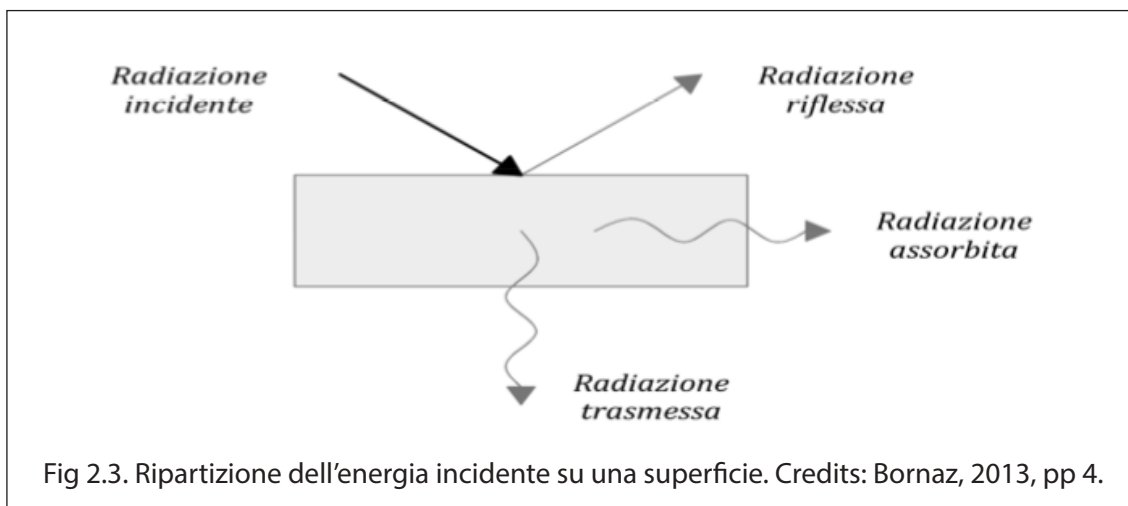 Radiazione
incidente
Radiazione
riflessa
Radiazione
assorbita
Radiazione
trasmessa
Fig 2.3. Ripartizione dell’energia incidente su una superficie. Credits: Bornaz, 2013, pp 4.